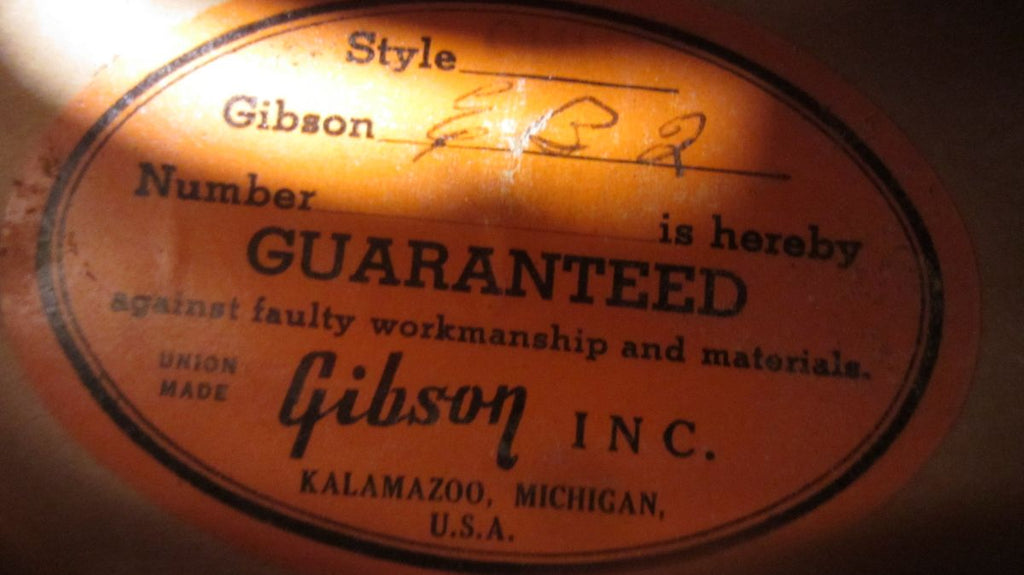 Style
Gibson EB2
Number is hereby
GUARANTEED
against faulty workmanship and materials.
UNION
MADE
Gibson INC.
KALAMAZOO, MICHIGAN,
U.S.A.